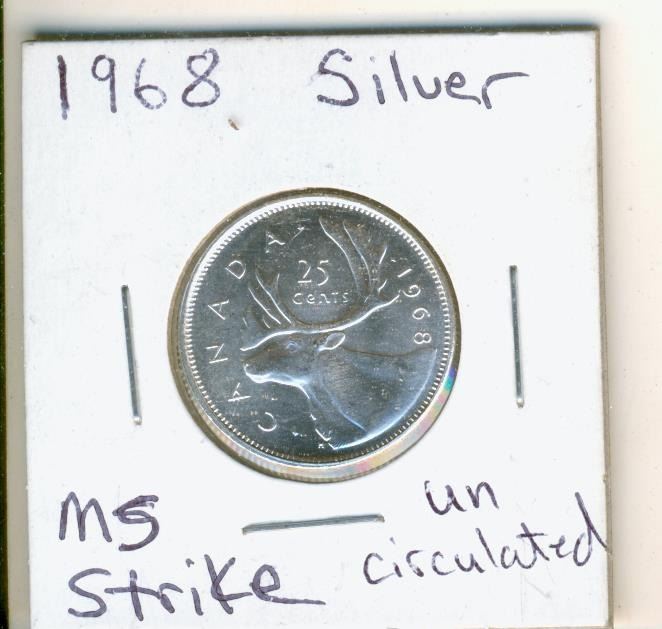 1968 Silver
CANADA 1968
25
cents
MS
Strike
un
circulated